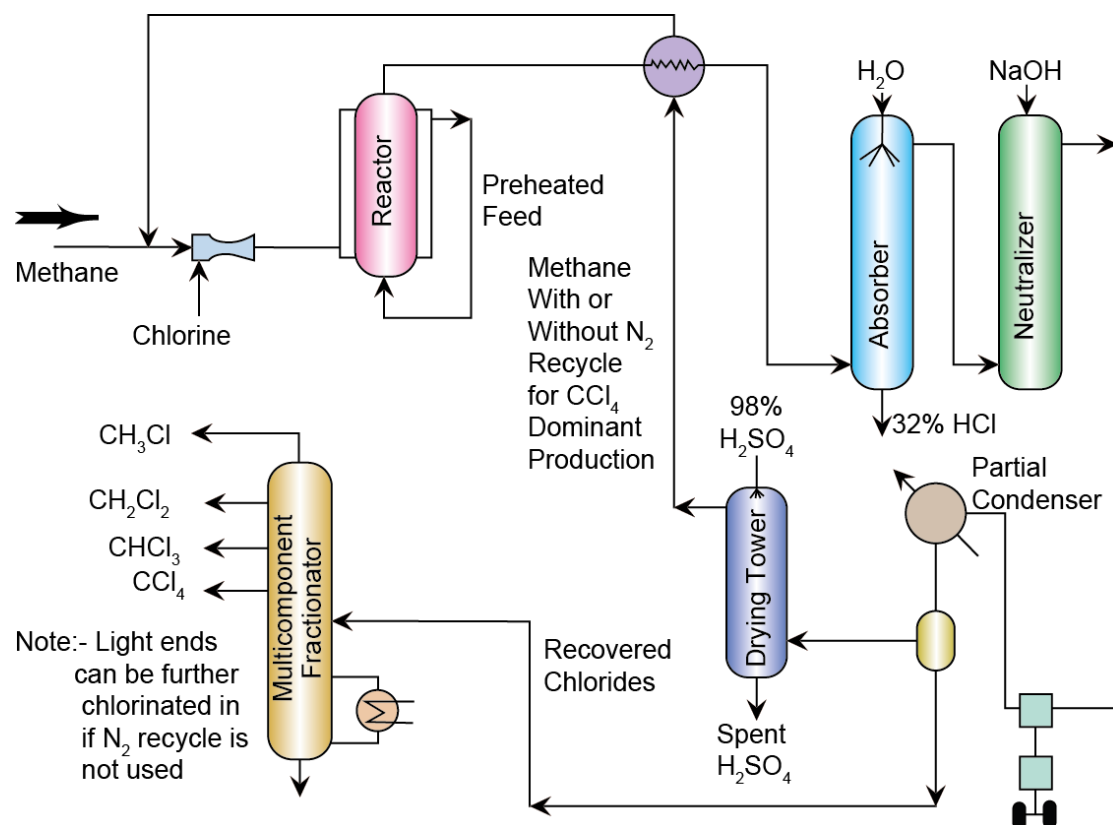 H₂O
NaOH
Reactor
Preheated
Feed
Methane
Chlorine
Methane
With or
Without N₂
Recycle
for CCl₄
Dominant
Production
Absorber
Neutralizer
32% HCl
98%
H₂SO₄
Partial
Condenser
CH₃Cl
CH₂Cl₂
CHCl₃
CCl₄
Multicomponent
Fractionator
Drying Tower
Note:- Light ends
can be further
chlorinated in
if N₂ recycle is
not used
Recovered
Chlorides
Spent
H₂SO₄